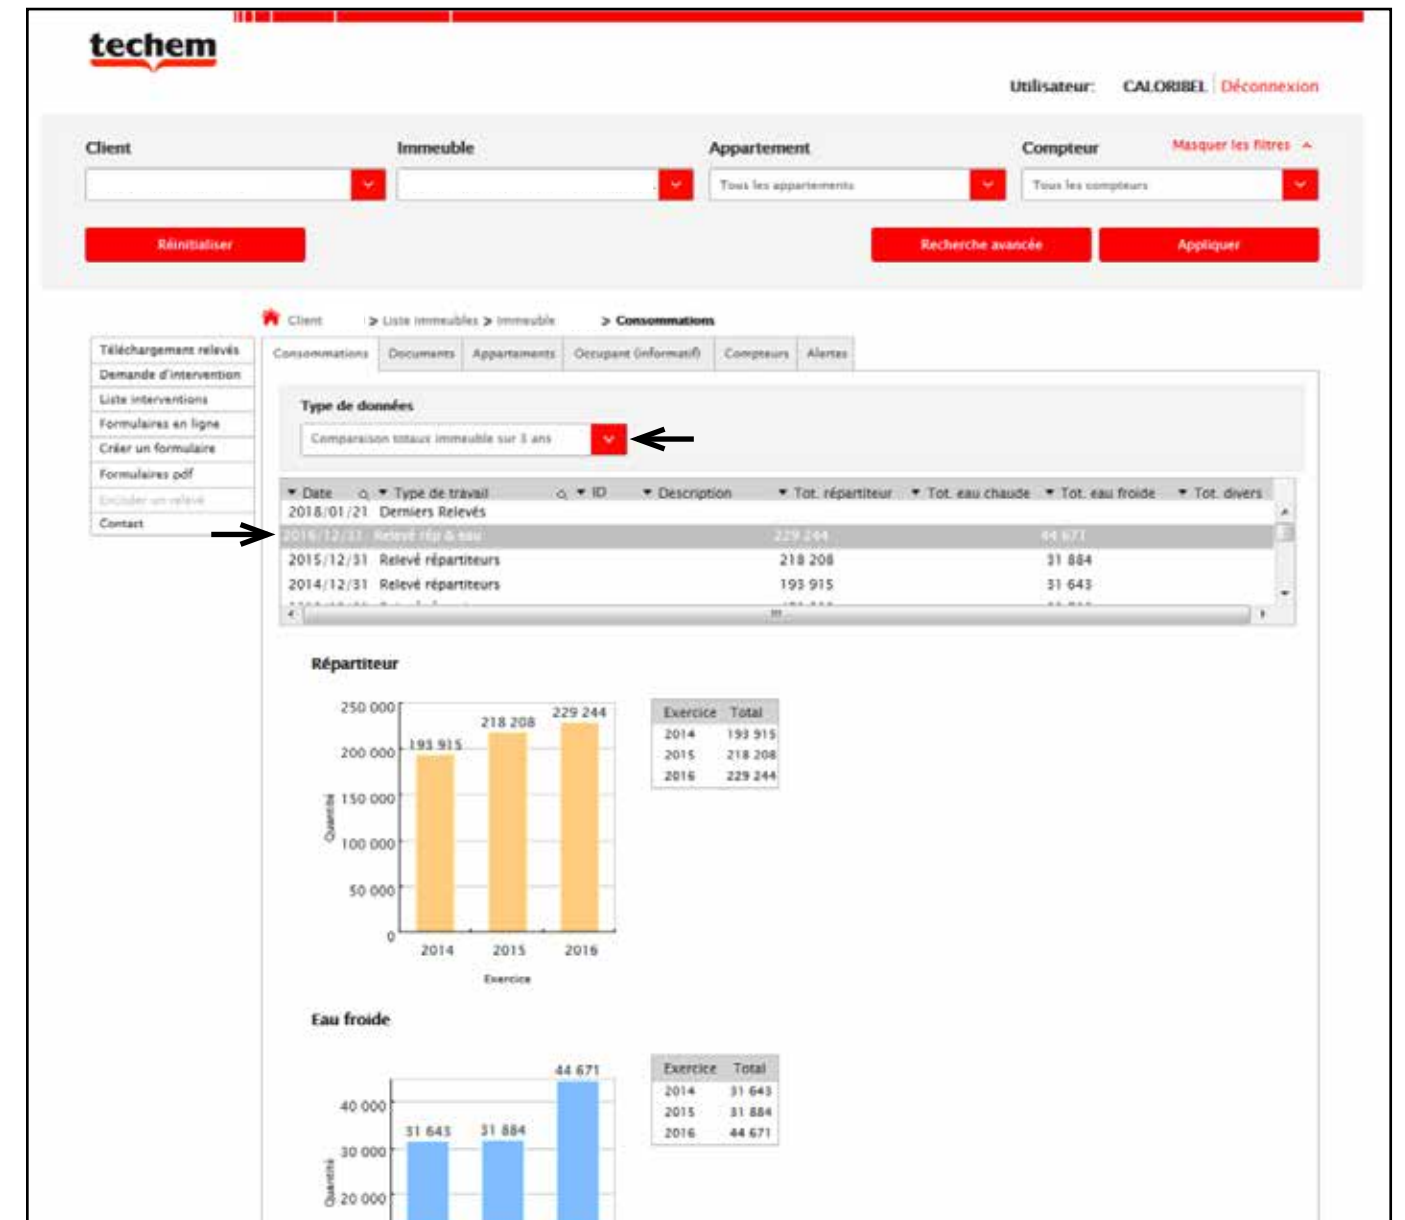 techem
Utilisateur: CALORIBEL Déconnexion
Client Immeuble Appartement Compteur Masquer les filtres
Tous les appartements Tous les compteurs
Réinitialiser Recherche avancée Appliquer
Client > Liste immeubles > Immeuble > Consommations
Téléchargement relevés
Demande d'intervention
Liste interventions
Formulaires en ligne
Créer un formulaire
Formulaires pdf
Encoder un relevé
Contact
Consommations Documents Appartements Occupant (informatif) Compteurs Alertes
Type de données
Comparaison totaux immeuble sur 3 ans
Date Type de travail ID Description Tot. répartiteur Tot. eau chaude Tot. eau froide Tot. divers
2018/01/21 Derniers Relevés
2016/12/31 Relevé rép & eau 229 244 44 671
2015/12/31 Relevé répartiteurs 218 208 31 884
2014/12/31 Relevé répartiteurs 193 915 31 643
Répartiteur
250 000
200 000
150 000
100 000
50 000
0
Quantité
193 915 218 208 229 244
2014 2015 2016
Exercice
Exercice Total
2014 193 915
2015 218 208
2016 229 244
Eau froide
40 000
30 000
20 000
Quantité
31 643 31 884 44 671
Exercice Total
2014 31 643
2015 31 884
2016 44 671